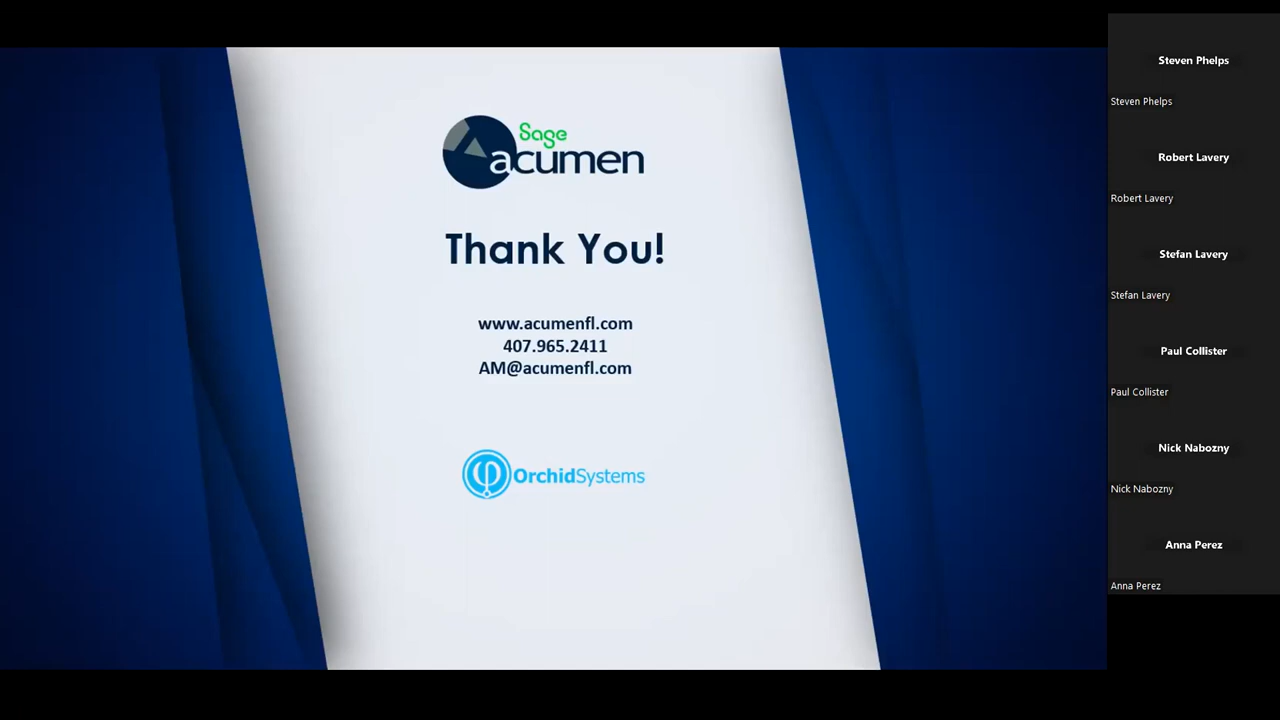 Sage
acumen
Thank You!
www.acumenfl.com
407.965.2411
AM@acumenfl.com
OrchidSystems
Steven Phelps
Steven Phelps
Robert Lavery
Robert Lavery
Stefan Lavery
Stefan Lavery
Paul Collister
Paul Collister
Nick Nabozny
Nick Nabozny
Anna Perez
Anna Perez